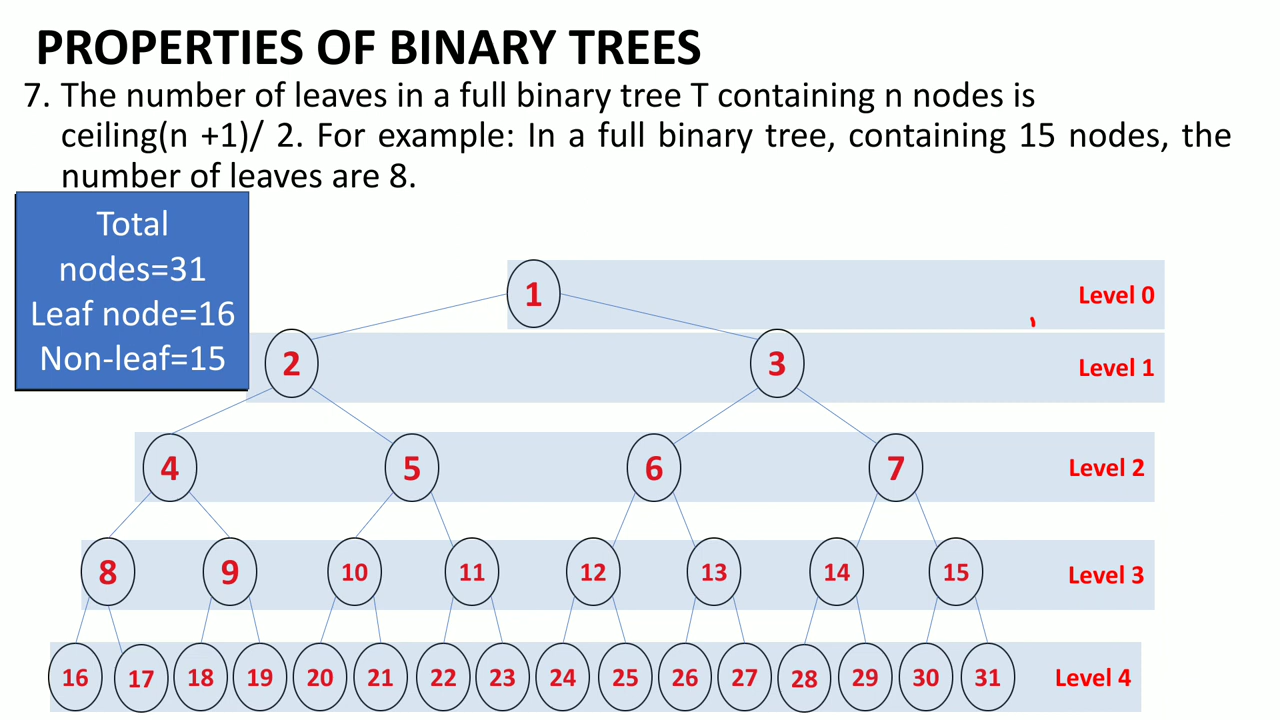 PROPERTIES OF BINARY TREES
7. The number of leaves in a full binary tree T containing n nodes is
ceiling(n +1)/ 2. For example: In a full binary tree, containing 15 nodes, the
number of leaves are 8.
Total
nodes=31
Leaf node=16
Non-leaf=15
1 Level 0
2 3 Level 1
4 5 6 7 Level 2
8 9 10 11 12 13 14 15 Level 3
16 17 18 19 20 21 22 23 24 25 26 27 28 29 30 31 Level 4